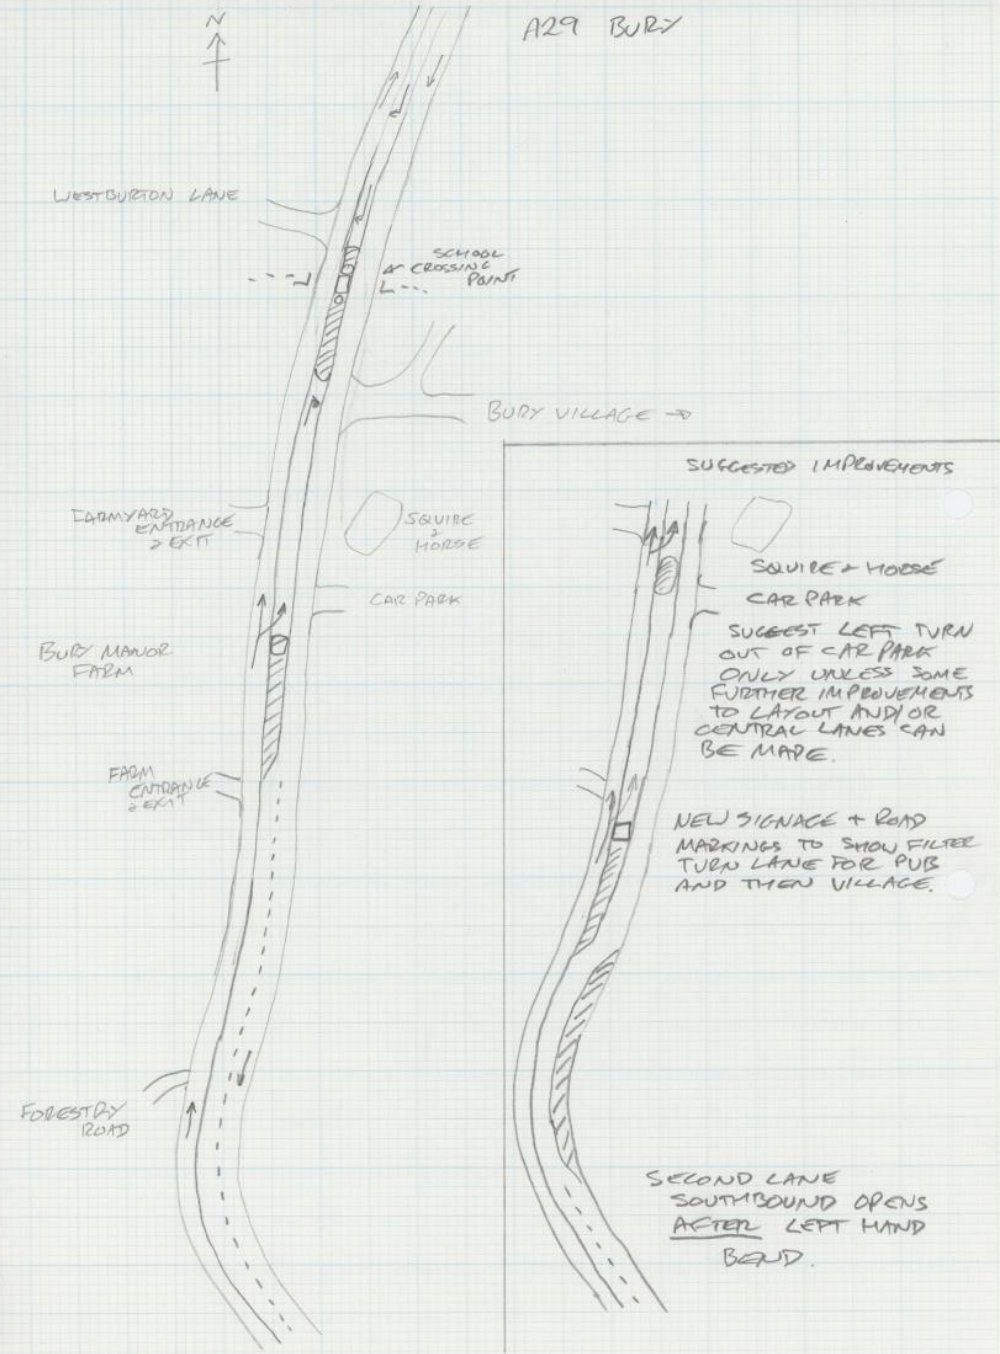 N
A29 BURY
WESTBURTON LANE
SCHOOL
CROSSING
POINT
BURY VILLAGE →
FARMYARD
ENTRANCE
& EXIT
SQUIRE
&
HORSE
CAR PARK
BURY MANOR
FARM
FARM
ENTRANCE
& EXIT
FORESTRY
ROAD
SUGGESTED IMPROVEMENTS
SQUIRE & HORSE
CAR PARK
SUGGEST LEFT TURN
OUT OF CAR PARK
ONLY UNLESS SOME
FURTHER IMPROVEMENTS
TO LAYOUT AND/OR
CENTRAL LANES CAN
BE MADE.
NEW SIGNAGE + ROAD
MARKINGS TO SHOW FILTER
TURN LANE FOR PUB
AND THEN VILLAGE.
SECOND LANE
SOUTHBOUND OPENS
AFTER LEFT HAND
BEND.